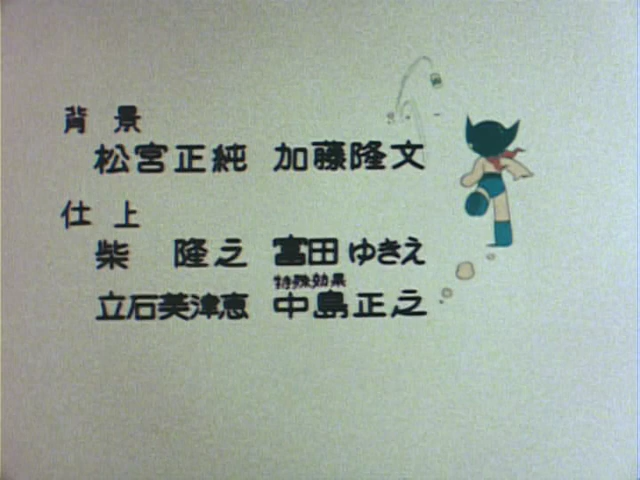 背景
松宮正純 加藤隆文
仕上
柴 隆之 富田ゆきえ
特殊効果
立石美津恵 中島正之